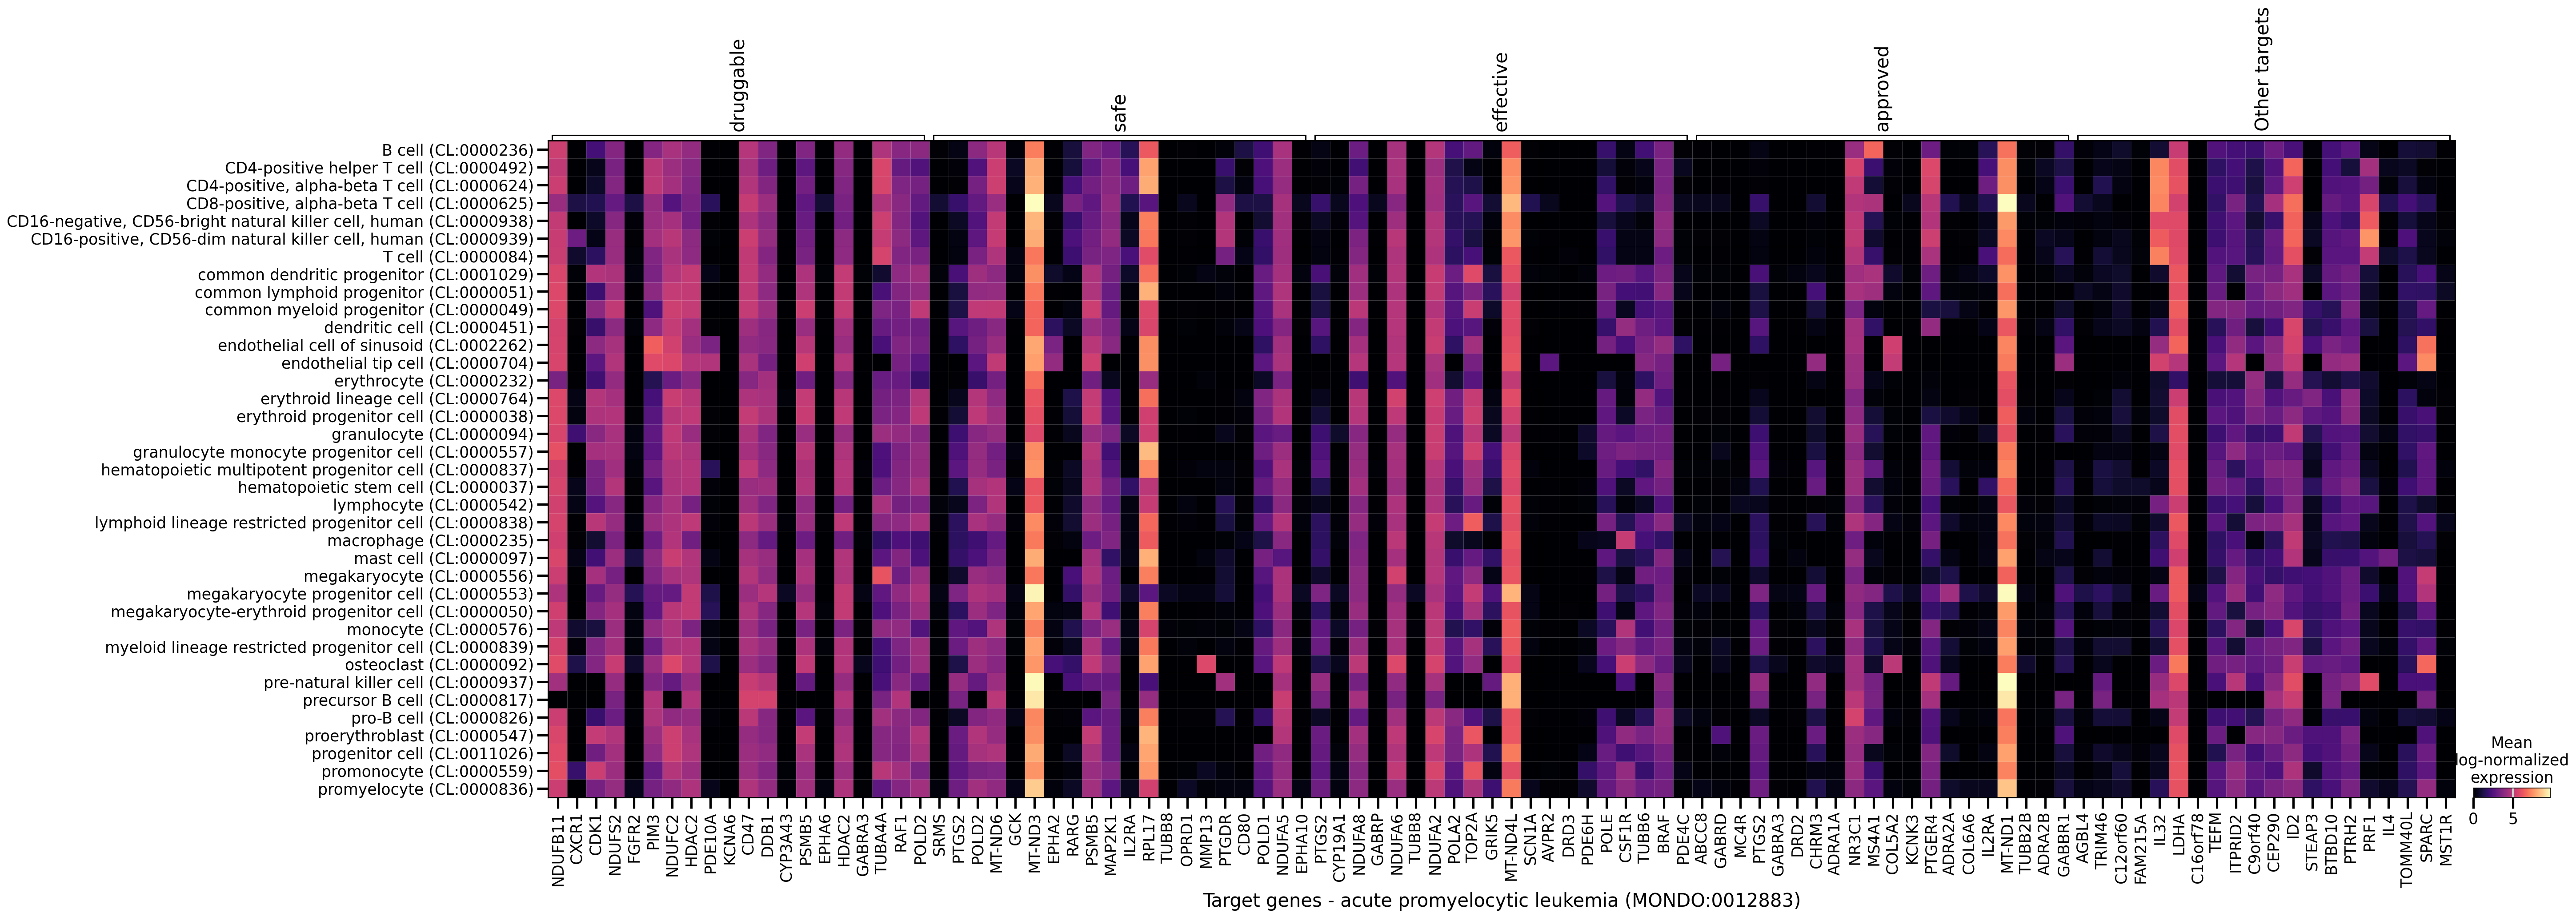 druggable
safe
effective
approved
Other targets
B cell (CL:0000236)
CD4-positive helper T cell (CL:0000492)
CD4-positive, alpha-beta T cell (CL:0000624)
CD8-positive, alpha-beta T cell (CL:0000625)
CD16-negative, CD56-bright natural killer cell, human (CL:0000938)
CD16-positive, CD56-dim natural killer cell, human (CL:0000939)
T cell (CL:0000084)
common dendritic progenitor (CL:0001029)
common lymphoid progenitor (CL:0000051)
common myeloid progenitor (CL:0000049)
dendritic cell (CL:0000451)
endothelial cell of sinusoid (CL:0002262)
endothelial tip cell (CL:0000704)
erythrocyte (CL:0000232)
erythroid lineage cell (CL:0000764)
erythroid progenitor cell (CL:0000038)
granulocyte (CL:0000094)
granulocyte monocyte progenitor cell (CL:0000557)
hematopoietic multipotent progenitor cell (CL:0000837)
hematopoietic stem cell (CL:0000037)
lymphocyte (CL:0000542)
lymphoid lineage restricted progenitor cell (CL:0000838)
macrophage (CL:0000235)
mast cell (CL:0000097)
megakaryocyte (CL:0000556)
megakaryocyte progenitor cell (CL:0000553)
megakaryocyte-erythroid progenitor cell (CL:0000050)
monocyte (CL:0000576)
myeloid lineage restricted progenitor cell (CL:0000839)
osteoclast (CL:0000092)
pre-natural killer cell (CL:0000937)
precursor B cell (CL:0000817)
pro-B cell (CL:0000826)
proerythroblast (CL:0000547)
progenitor cell (CL:0011026)
promonocyte (CL:0000559)
promyelocyte (CL:0000836)
NDUFB11
CXCR1
CDK1
NDUFS2
FGFR2
PIM3
NDUFC2
HDAC2
PDE10A
KCNA6
CD47
DDB1
CYP3A43
PSMB5
EPHA6
HDAC2
GABRA3
TUBA4A
RAF1
POLD2
SRMS
PTGS2
POLD2
MT-ND6
GCK
MT-ND3
EPHA2
RARG
PSMB5
MAP2K1
IL2RA
RPL17
TUBB8
OPRD1
MMP13
PTGDR
CD80
POLD1
NDUFA5
EPHA10
PTGS2
CYP19A1
NDUFA8
GABRP
NDUFA6
TUBB8
NDUFA2
POLA2
TOP2A
GRIK5
MT-ND4L
SCN1A
AVPR2
DRD3
PDE6H
POLE
CSF1R
TUBB6
BRAF
PDE4C
ABCC8
GABRD
MC4R
PTGS2
GABRA3
DRD2
CHRM3
ADRA1A
NR3C1
MS4A1
COL5A2
KCNK3
PTGER4
ADRA2A
COL6A6
IL2RA
MT-ND1
TUBB2B
ADRA2B
GABBR1
AGBL4
TRIM46
C12orf60
FAM215A
IL32
LDHA
C16orf78
TEFM
ITPRID2
C9orf40
CEP290
ID2
STEAP3
BTBD10
PTRH2
PRF1
IL4
TOMM40L
SPARC
MST1R
Target genes - acute promyelocytic leukemia (MONDO:0012883)
Mean
log-normalized
expression
0 5